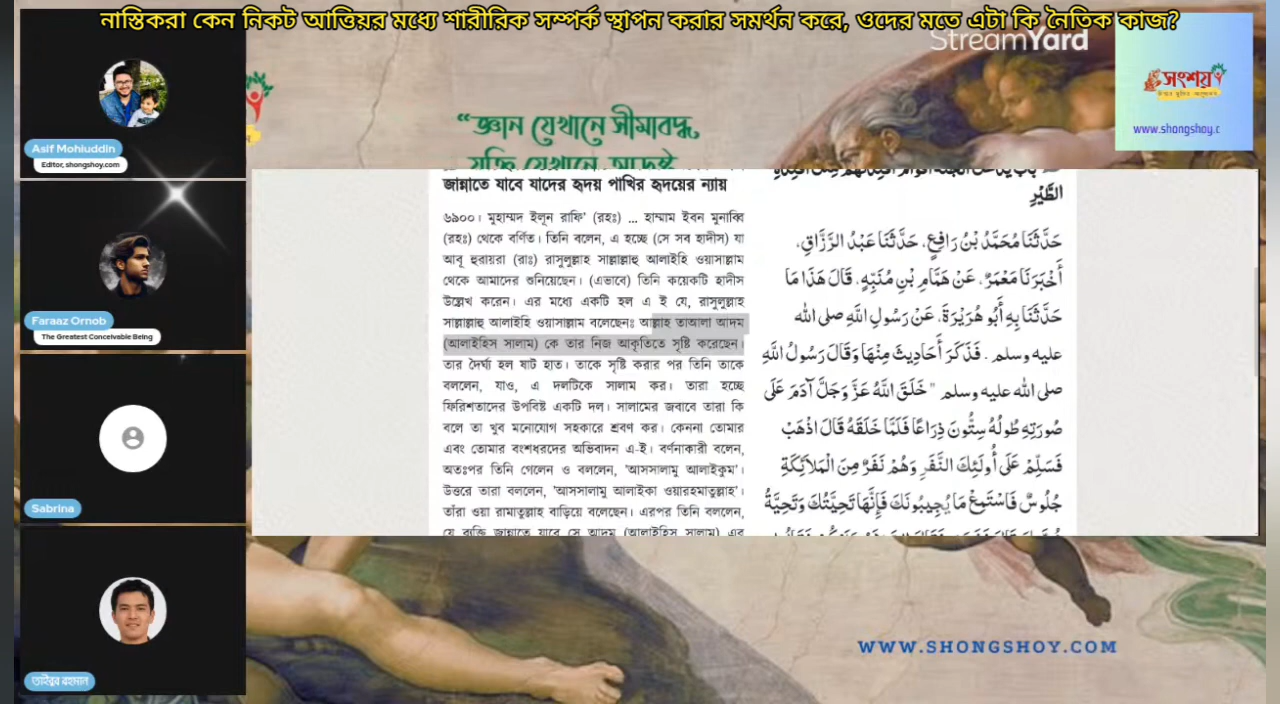 নাস্তিকরা কেন নিকট আত্তিয়র মধ্যে শারীরিক সম্পর্ক স্থাপন করার সমর্থন করে, ওদের মতে এটা কি নৈতিক কাজ?
StreamYard
সংশয়
www.shongshoy.c
Asif Mohiuddin
Editor, shongshoy.com
Faraaz Ornob
The Greatest Conceivable Being
Sabrina
তাইবুর রহমান
“জ্ঞান যেখানে সীমাবদ্ধ,
জান্নাতে যাবে যাদের হৃদয় পাখির হৃদয়ের ন্যায়
৬৯০০। মুহাম্মদ ইবূন রাফি’ (রহঃ) ... হাম্মাম ইবন মুনাব্বি
(রহঃ) থেকে বর্ণিত। তিনি বলেন, এ হচ্ছে (সে সব হাদীস) যা
আবূ হুরায়রা (রাঃ) রাসুলুল্লাহ সাল্লাল্লাহু আলাইহি ওয়াসাল্লাম
থেকে আমাদের শুনিয়েছেন। (এভাবে) তিনি কয়েকটি হাদীস
উল্লেখ করেন। এর মধ্যে একটি হল এ ই যে, রাসুলুল্লাহ
সাল্লাল্লাহু আলাইহি ওয়াসাল্লাম বলেছেনঃ আল্লাহ তাআলা আদম
(আলাইহিস সালাম) কে তার নিজ আকৃতিতে সৃষ্টি করেছেন।
তার দৈর্ঘ্য হল ষাট হাত। তাকে সৃষ্টি করার পর তিনি তাকে
বললেন, যাও, এ দলটিকে সালাম কর। তারা হচ্ছে
ফিরিশতাদের উপবিষ্ট একটি দল। সালামের জবাবে তারা কি
বলে তা খুব মনোযোগ সহকারে শ্রবণ কর। কেননা তোমার
এবং তোমার বংশধরদের অভিবাদন এ-ই। বর্ণনাকারী বলেন,
অতঃপর তিনি গেলেন ও বললেন, 'আসসালামু আলাইকুম'।
উত্তরে তারা বললেন, 'আসসালামু আলাইকা ওয়ারহমাতুল্লাহ'।
তাঁরা ওয়া রামাতুল্লাহ বাড়িয়ে বলেছেন। এরপর তিনি বললেন,
যে ব্যক্তি জান্নাতে যাবে সে আদম (আলাইহিস সালাম) এর
الطَّيْرِ
حَدَّثَنَا مُحَمَّدُ بْنُ رَافِعٍ، حَدَّثَنَا عَبْدُ الرَّزَّاقِ،
أَخْبَرَنَا مَعْمَرٌ، عَنْ هَمَّامِ بْنِ مُنَبِّهٍ، قَالَ هَذَا مَا
حَدَّثَنَا بِهِ أَبُو هُرَيْرَةَ، عَنْ رَسُولِ اللَّهِ صلى الله
عليه وسلم . فَذَكَرَ أَحَادِيثَ مِنْهَا وَقَالَ رَسُولُ اللَّهِ
صلى الله عليه وسلم " خَلَقَ اللَّهُ عَزَّ وَجَلَّ آدَمَ عَلَى
صُورَتِهِ طُولُهُ سِتُّونَ ذِرَاعًا فَلَمَّا خَلَقَهُ قَالَ اذْهَبْ
فَسَلِّمْ عَلَى أُولَئِكَ النَّفَرِ وَهُمْ نَفَرٌ مِنَ الْمَلاَئِكَةِ
جُلُوسٌ فَاسْتَمِعْ مَا يُجِيبُونَكَ فَإِنَّهَا تَحِيَّتُكَ وَتَحِيَّةُ
WWW.SHONGSHOY.COM